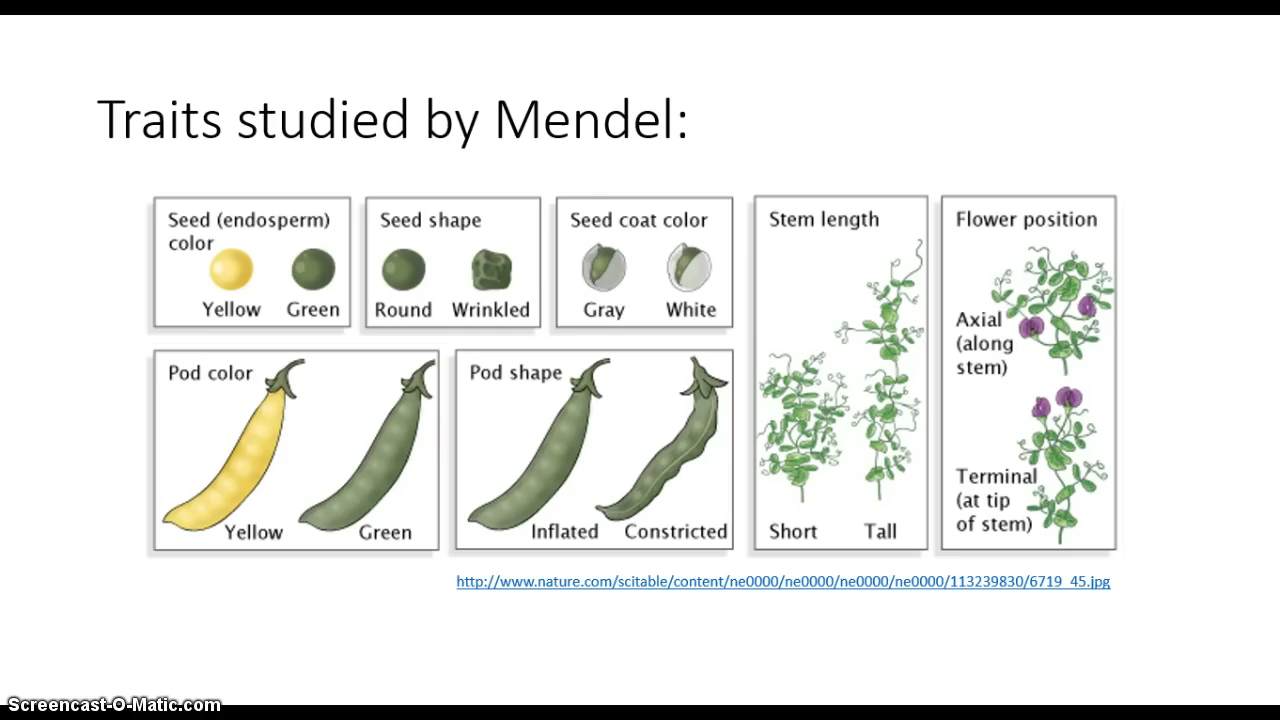 Traits studied by Mendel:
Seed (endosperm)
color
Yellow Green
Seed shape
Round Wrinkled
Seed coat color
Gray White
Stem length
Short Tall
Flower position
Axial
(along
stem)
Terminal
(at tip
of stem)
Pod color
Yellow Green
Pod shape
Inflated Constricted
http://www.nature.com/scitable/content/ne0000/ne0000/ne0000/ne0000/113239830/6719_45.jpg
Screencast-O-Matic.com